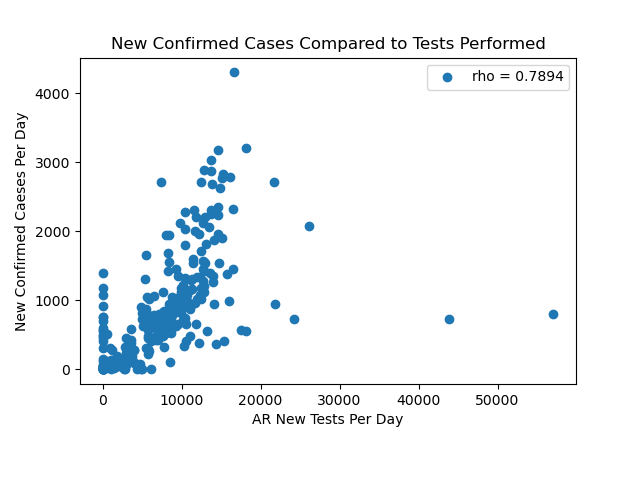 New Confirmed Cases Compared to Tests Performed
rho = 0.7894
New Confirmed Caeses Per Day
4000
3000
2000
1000
0
0 10000 20000 30000 40000 50000
AR New Tests Per Day